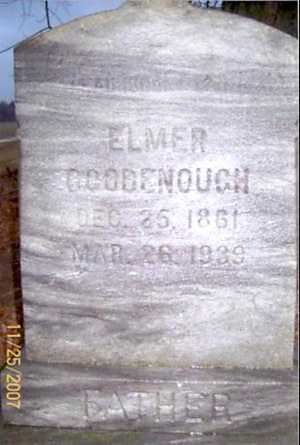 ELMER
GOODENOUGH
DEC. 25, 1861
MAR. 26, 1939
FATHER
11/25/2007